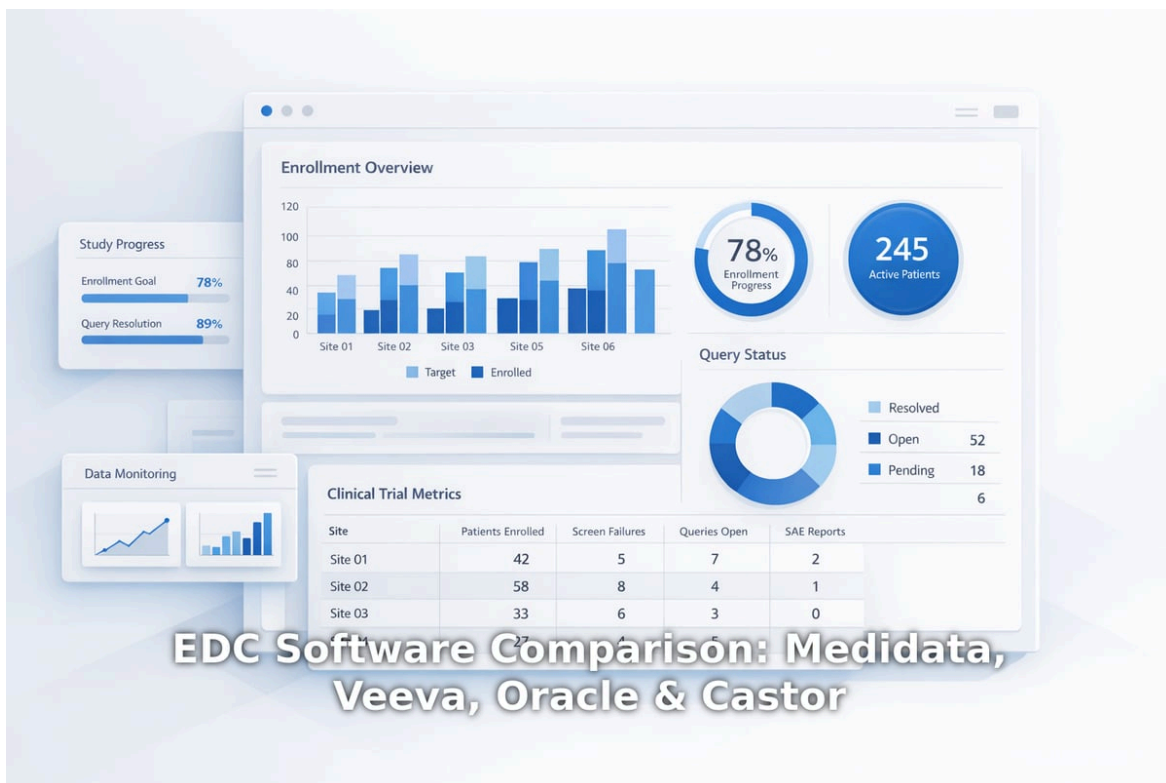 Enrollment Overview
120
100
80
40
20
0
Site 01 Site 02 Site 03 Site 05 Site 06
Target Enrolled
78%
Enrollment
Progress
245
Active Patients
Study Progress
Enrollment Goal 78%
Query Resolution 89%
Query Status
Resolved
Open 52
Pending 18
6
Data Monitoring
Clinical Trial Metrics
Site Patients Enrolled Screen Failures Queries Open SAE Reports
Site 01 42 5 7 2
Site 02 58 8 4 1
Site 03 33 6 3 0
27
EDC Software Comparison: Medidata,
Veeva, Oracle & Castor